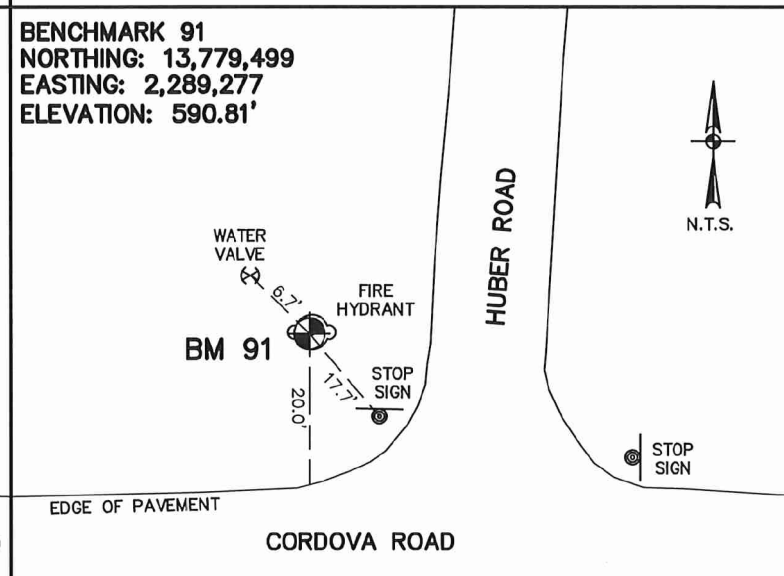 BENCHMARK 91
NORTHING: 13,779,499
EASTING: 2,289,277
ELEVATION: 590.81'
HUBER ROAD
N.T.S.
WATER
VALVE
6.7'
FIRE
HYDRANT
BM 91
17.7'
STOP
SIGN
20.0'
STOP
SIGN
EDGE OF PAVEMENT
CORDOVA ROAD